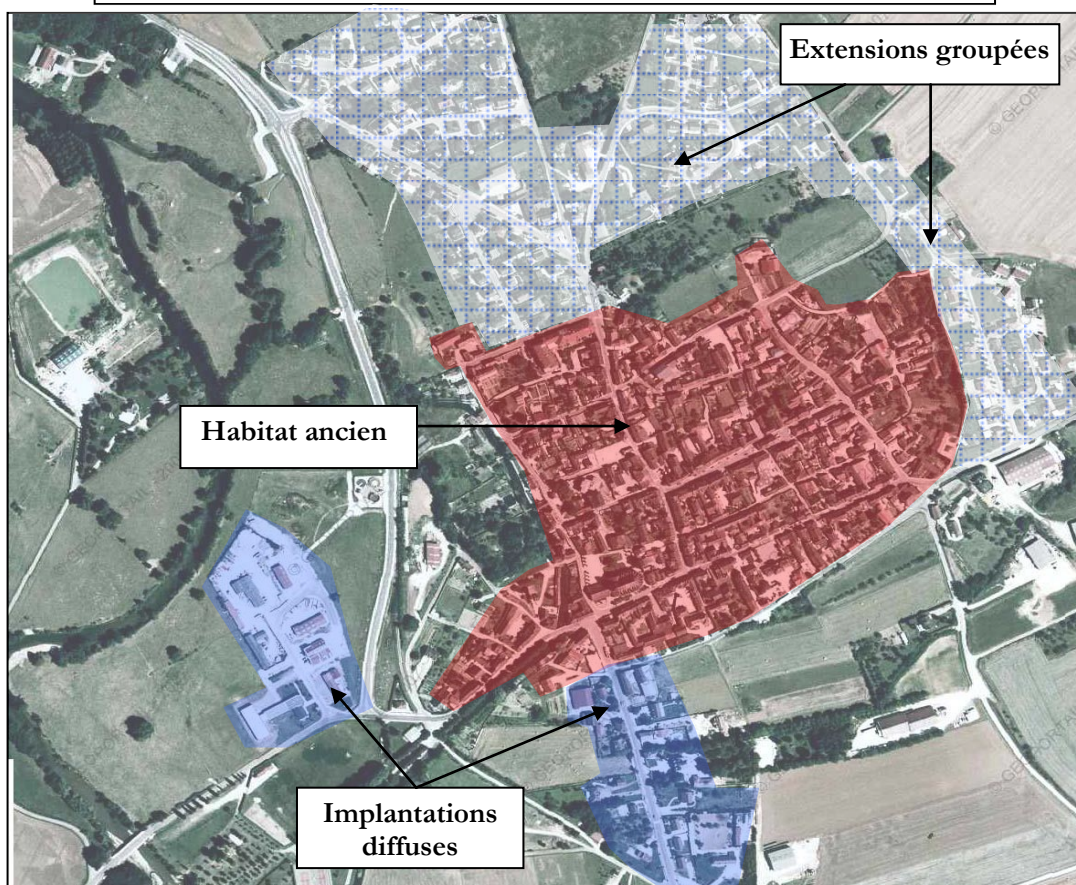 Extensions groupées
Habitat ancien
Implantations
diffuses